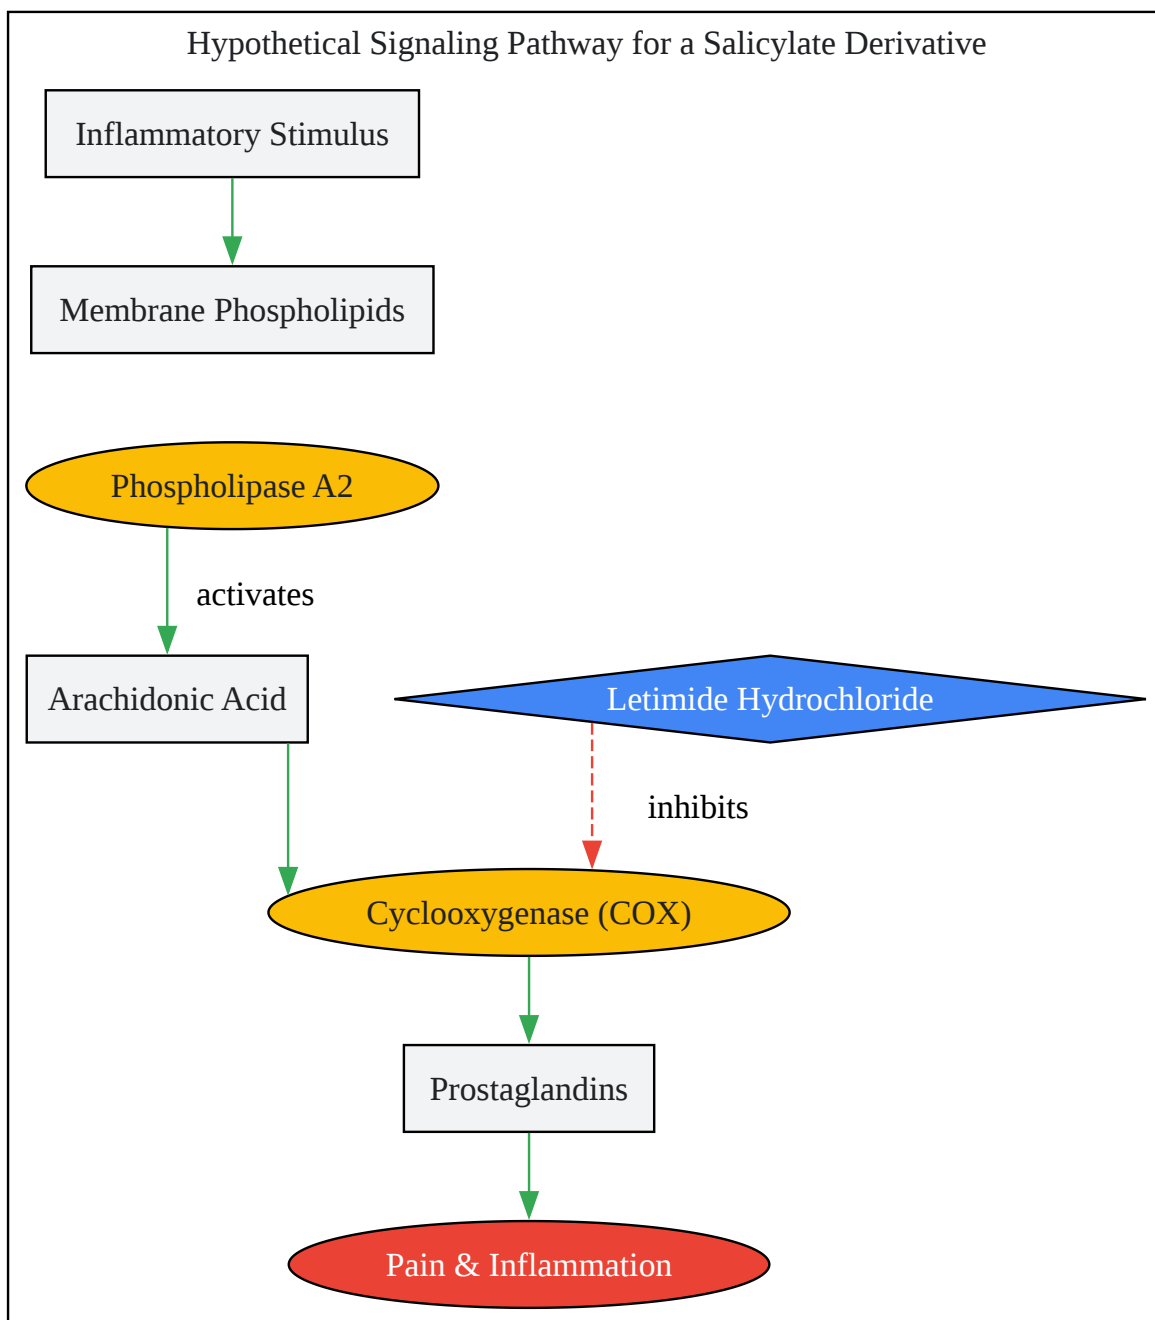 Hypothetical Signaling Pathway for a Salicylate Derivative
Inflammatory Stimulus
Membrane Phospholipids
Phospholipase A2
activates
Arachidonic Acid
Letimide Hydrochloride
inhibits
Cyclooxygenase (COX)
Prostaglandins
Pain & Inflammation